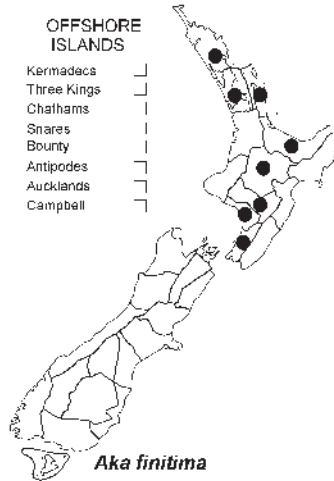 OFFSHORE
ISLANDS
Kermadecs
Three Kings
Chathams
Snares
Bounty
Antipodes
Aucklands
Campbell
Aka finitima